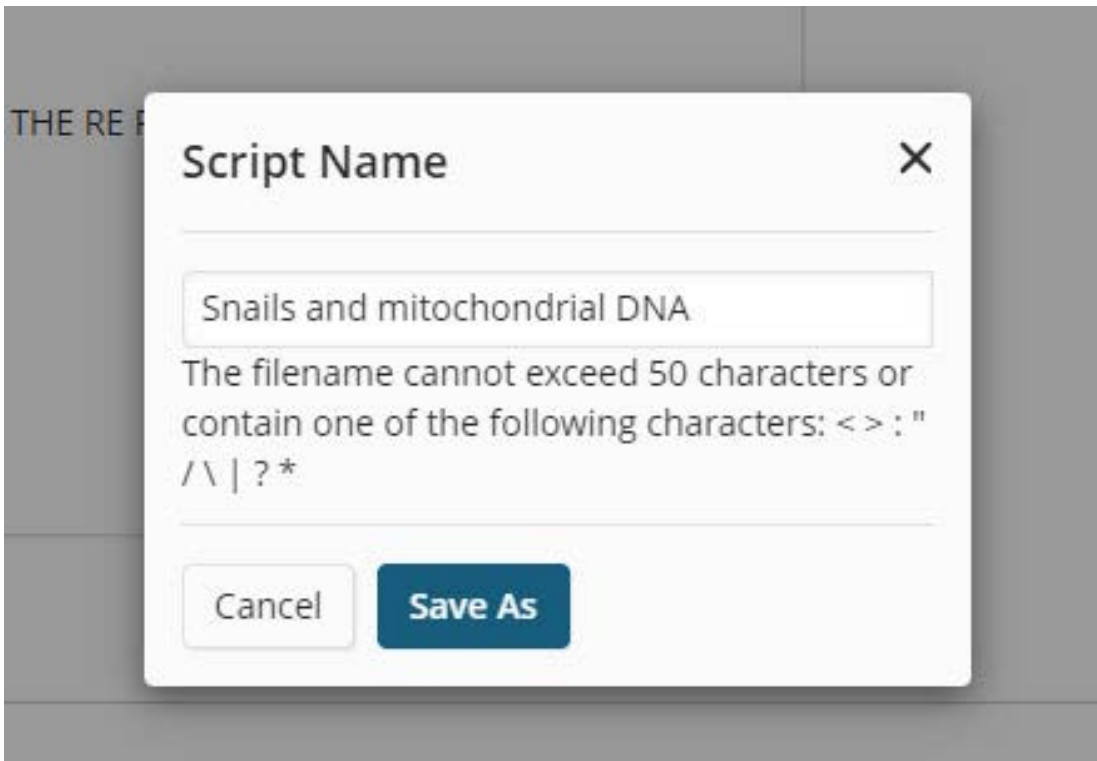 THE RE
Script Name
Snails and mitochondrial DNA
The filename cannot exceed 50 characters or
contain one of the following characters: < > : "
/ \ | ? *
Cancel
Save As